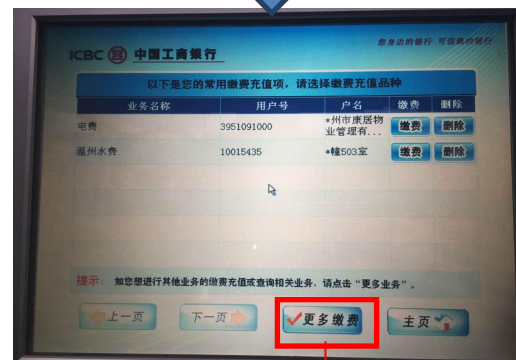 您身边的银行 可信赖的银行
ICBC 中国工商银行
以下是您的常用缴费充值项，请选择缴费充值品种
业务名称 用户号 户名 缴费 删除
电费 3951091000 *州市康居物业管理有... 缴费 删除
温州水费 10015435 *幢503室 缴费 删除
提示： 如您想进行其他业务的缴费充值或查询相关业务，请点击“更多业务”。
上一页 下一页 更多缴费 主页